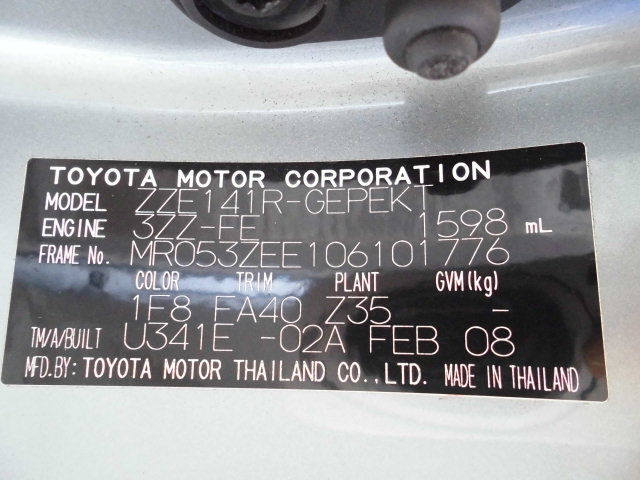 TOYOTA MOTOR CORPORATION
MODEL ZZE141R-GEPEKT
ENGINE 3ZZ-FE 1598 mL
FRAME No. MR053ZEE106101776
COLOR TRIM PLANT GVM(kg)
1F8 FA40 Z35 -
TM/A/BUILT U341E -02A FEB 08
MFD.BY: TOYOTA MOTOR THAILAND CO.,LTD. MADE IN THAILAND